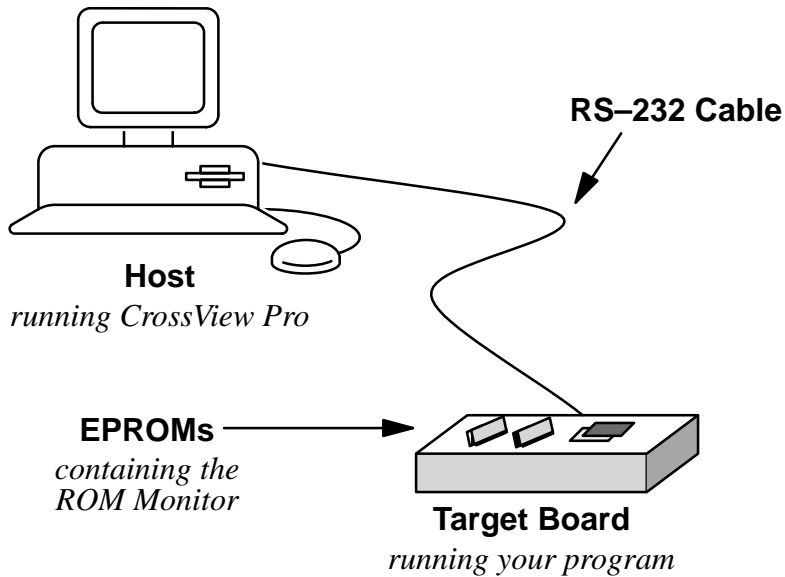 RS–232 Cable
Host
running CrossView Pro
EPROMs
containing the
ROM Monitor
Target Board
running your program